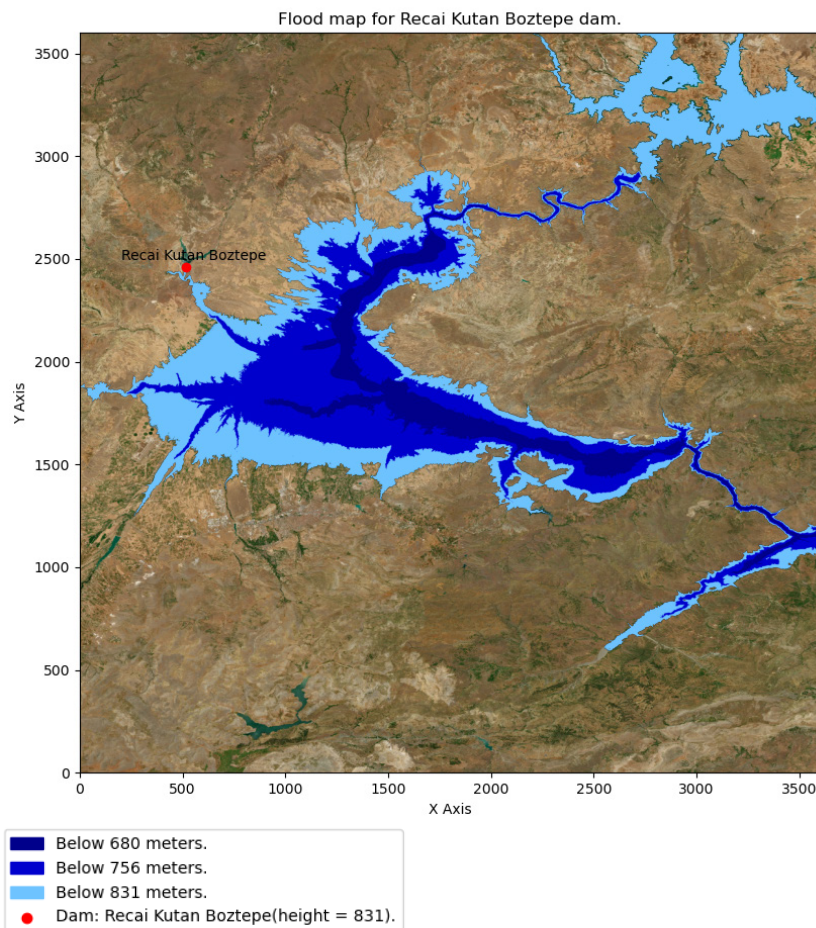 Flood map for Recai Kutan Boztepe dam.
3500
3000
2500
2000
1500
1000
500
0
Y Axis
Recai Kutan Boztepe
0 500 1000 1500 2000 2500 3000 3500
X Axis
Below 680 meters.
Below 756 meters.
Below 831 meters.
Dam: Recai Kutan Boztepe(height = 831).